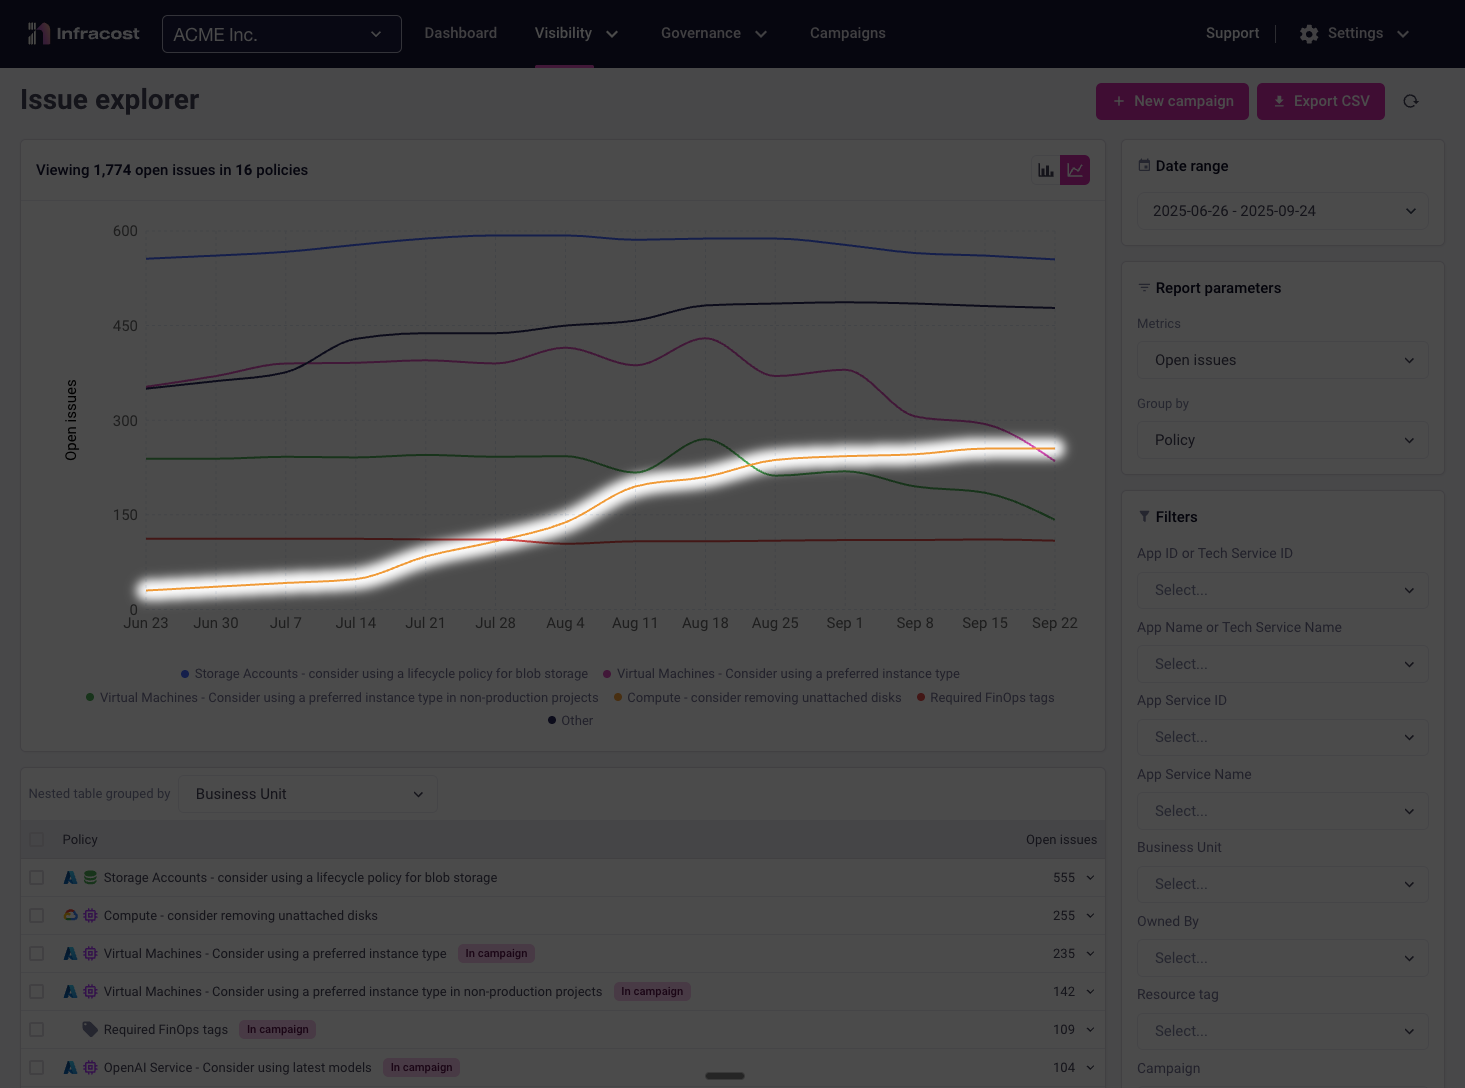 Infracost
ACME Inc.
Dashboard
Visibility
Governance
Campaigns
Support
Settings
Issue explorer
+ New campaign
Export CSV
Viewing 1,774 open issues in 16 policies
600
450
300
150
0
Open issues
Jun 23 Jun 30 Jul 7 Jul 14 Jul 21 Jul 28 Aug 4 Aug 11 Aug 18 Aug 25 Sep 1 Sep 8 Sep 15 Sep 22
Storage Accounts - consider using a lifecycle policy for blob storage Virtual Machines - Consider using a preferred instance type
Virtual Machines - Consider using a preferred instance type in non-production projects Compute - consider removing unattached disks Required FinOps tags
Other
Nested table grouped by Business Unit
Policy Open issues
Storage Accounts - consider using a lifecycle policy for blob storage 555
Compute - consider removing unattached disks 255
Virtual Machines - Consider using a preferred instance type In campaign 235
Virtual Machines - Consider using a preferred instance type in non-production projects In campaign 142
Required FinOps tags In campaign 109
OpenAI Service - Consider using latest models In campaign 104
Date range
2025-06-26 - 2025-09-24
Report parameters
Metrics
Open issues
Group by
Policy
Filters
App ID or Tech Service ID
Select...
App Name or Tech Service Name
Select...
App Service ID
Select...
App Service Name
Select...
Business Unit
Select...
Owned By
Select...
Resource tag
Select...
Campaign